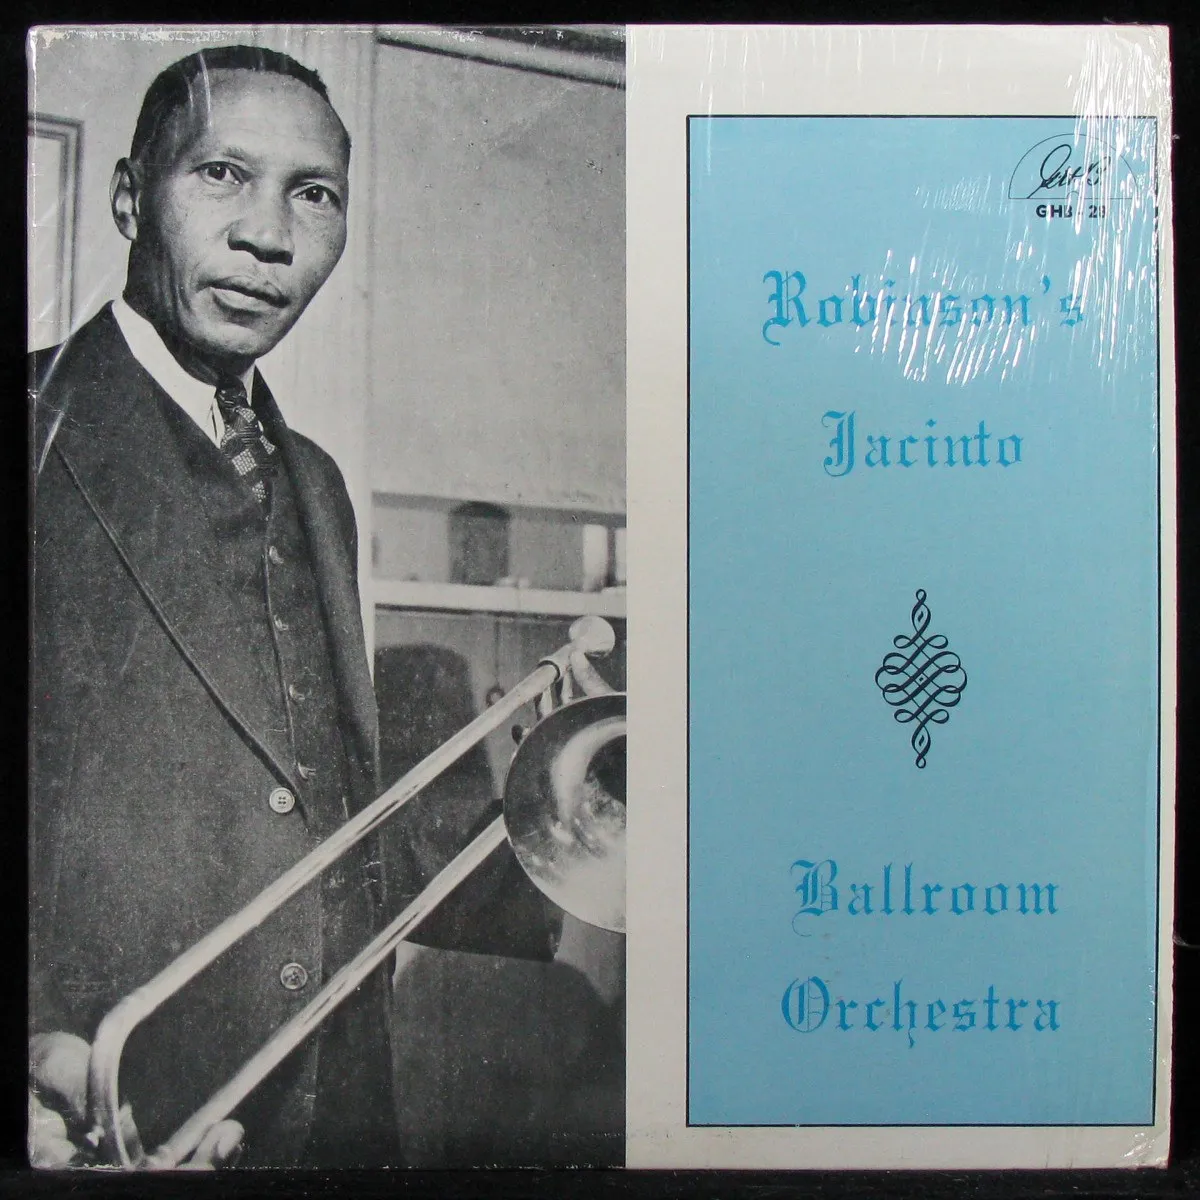 GHB - 28
Robinson's
Jacinto
Ballroom
Orchestra